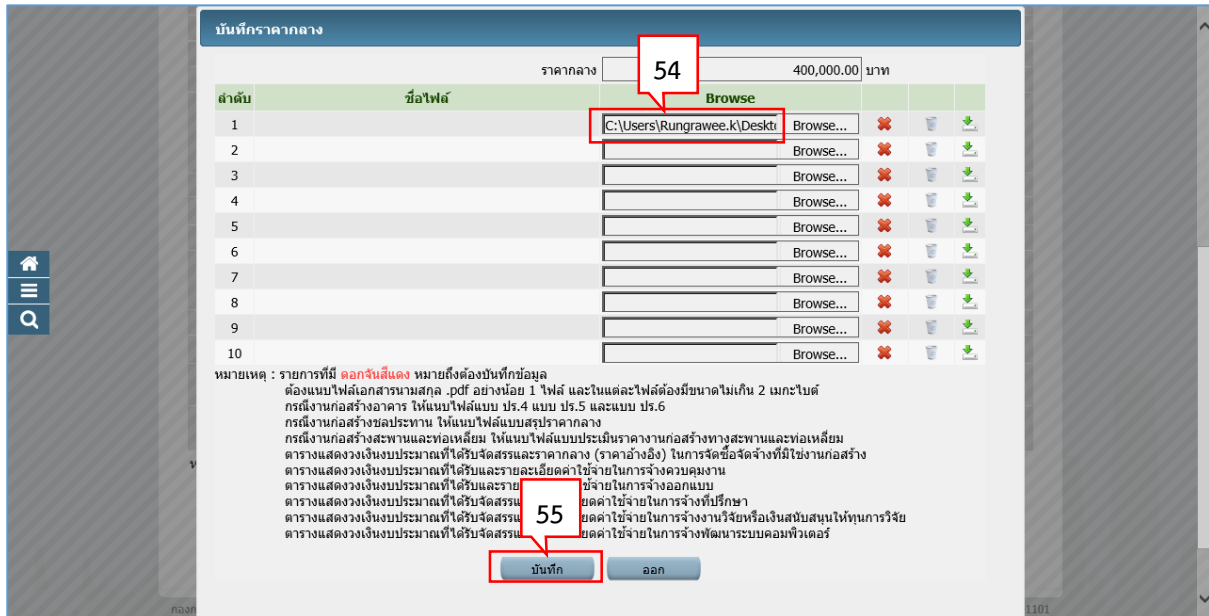 บันทึกราคากลาง
ราคากลาง 400,000.00 บาท
54
ลำดับ ชื่อไฟล์ Browse
1 C:\Users\Rungrawee.k\Deskt Browse...
2 Browse...
3 Browse...
4 Browse...
5 Browse...
6 Browse...
7 Browse...
8 Browse...
9 Browse...
10 Browse...
หมายเหตุ : รายการที่มี ดอกจันสีแดง หมายถึงต้องบันทึกข้อมูล
ต้องแนบไฟล์เอกสารนามสกุล .pdf อย่างน้อย 1 ไฟล์ และในแต่ละไฟล์ต้องมีขนาดไม่เกิน 2 เมกะไบต์
กรณีงานก่อสร้างอาคาร ให้แนบไฟล์แบบ ปร.4 แบบ ปร.5 และแบบ ปร.6
กรณีงานก่อสร้างชลประทาน ให้แนบไฟล์แบบสรุปราคากลาง
กรณีงานก่อสร้างสะพานและท่อเหลี่ยม ให้แนบไฟล์แบบประเมินราคางานก่อสร้างทางสะพานและท่อเหลี่ยม
ตารางแสดงวงเงินงบประมาณที่ได้รับจัดสรรและราคากลาง (ราคาอ้างอิง) ในการจัดซื้อจัดจ้างที่มิใช่งานก่อสร้าง
ตารางแสดงวงเงินงบประมาณที่ได้รับและรายละเอียดค่าใช้จ่ายในการจ้างควบคุมงาน
ตารางแสดงวงเงินงบประมาณที่ได้รับและราย ใช้จ่ายในการจ้างออกแบบ
ตารางแสดงวงเงินงบประมาณที่ได้รับจัดสรร ยดค่าใช้จ่ายในการจ้างที่ปรึกษา
ตารางแสดงวงเงินงบประมาณที่ได้รับจัดสรร ยดค่าใช้จ่ายในการจ้างงานวิจัยหรือเงินสนับสนุนให้ทุนการวิจัย
ตารางแสดงวงเงินงบประมาณที่ได้รับจัดสรร ยดค่าใช้จ่ายในการจ้างพัฒนาระบบคอมพิวเตอร์
55
บันทึก ออก
1101